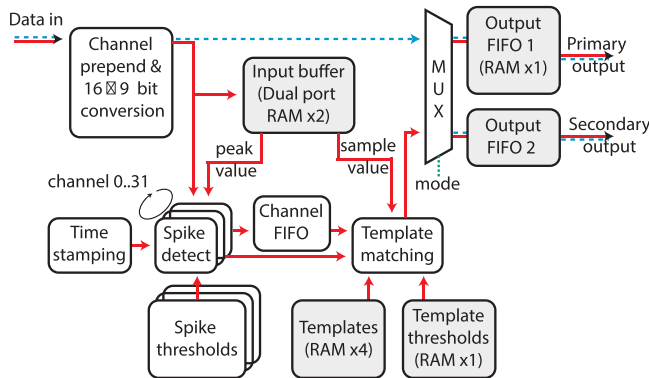 Data in
Channel
prepend &
16 9 bit
conversion
Input buffer
(Dual port
RAM x2)
MUX
Output
FIFO 1
(RAM x1)
Primary
output
Output
FIFO 2
Secondary
output
mode
peak
value
sample
value
channel 0..31
Time
stamping
Spike
detect
Channel
FIFO
Template
matching
Spike
thresholds
Templates
(RAM x4)
Template
thresholds
(RAM x1)